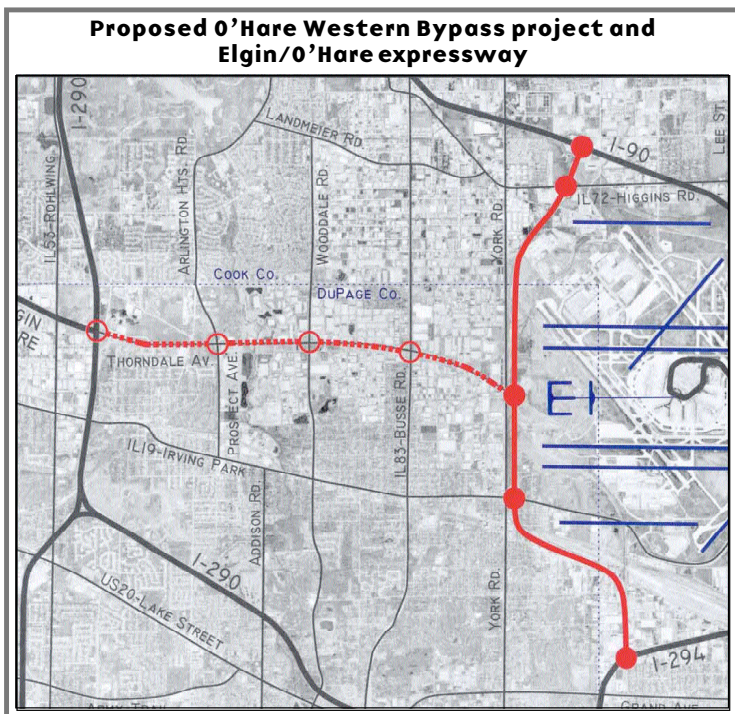 Proposed O'Hare Western Bypass project and
Elgin/O'Hare expressway
I-290
IL53-ROHLWING
ARLINGTON HTS RD
LANDMEIER RD
WOODDALE RD
YORK RD.
I-90
LEE ST.
IL72-HIGGINS RD.
COOK CO.
DUPAGE CO.
GIN
RE
THORNDALE AV.
PROSPECT AVE.
IL83-BUSSE RD.
IL19-IRVING PARK
ADDISON RD.
I-290
US20-LAKE STREET
YORK RD.
I-294
GRAND AVE